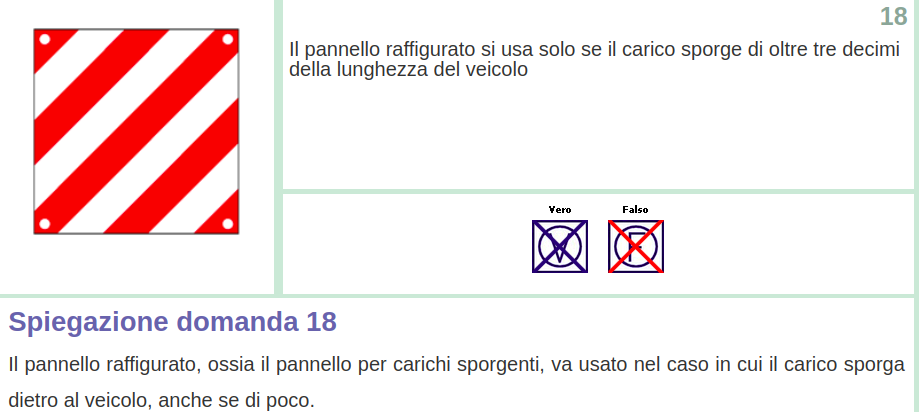 18
Il pannello raffigurato si usa solo se il carico sporge di oltre tre decimi
della lunghezza del veicolo
Vero Falso
V F
Spiegazione domanda 18
Il pannello raffigurato, ossia il pannello per carichi sporgenti, va usato nel caso in cui il carico sporga
dietro al veicolo, anche se di poco.